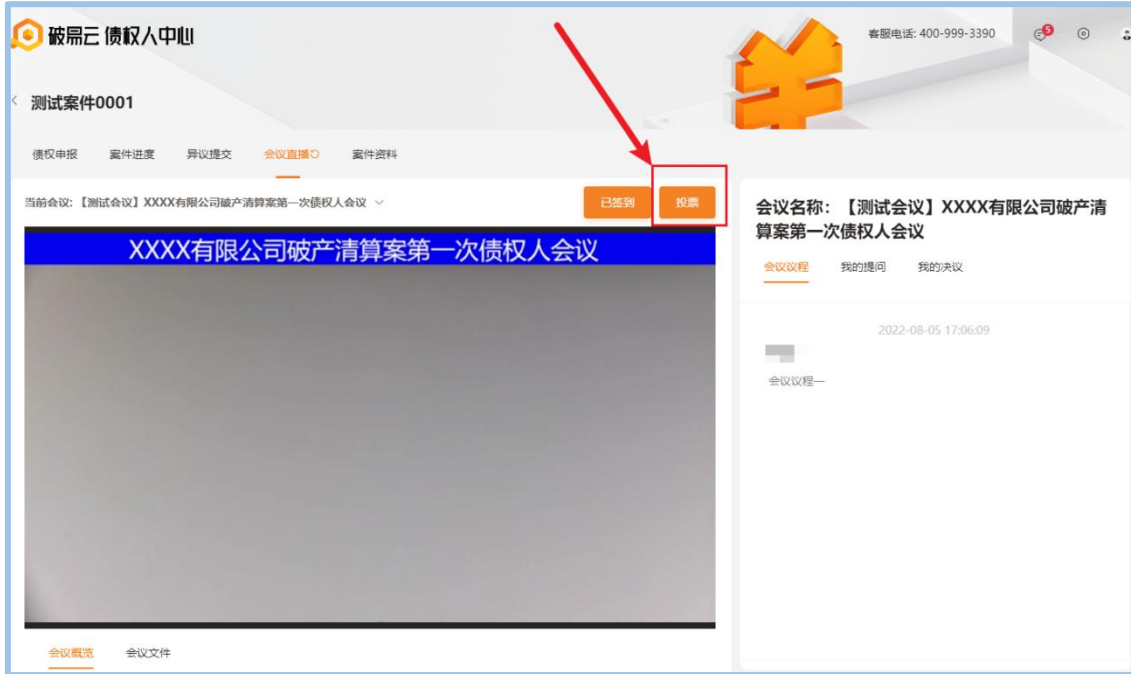 破易云 债权人中心
客服电话: 400-999-3390
5
测试案件0001
债权申报 案件进度 异议提交 会议直播 案件资料
当前会议:【测试会议】XXXX有限公司破产清算案第一次债权人会议
已签到 投票
XXXX有限公司破产清算案第一次债权人会议
会议名称: 【测试会议】XXXX有限公司破产清
算案第一次债权人会议
会议议程 我的提问 我的决议
2022-08-05 17:06:09
会议议程一
会议概览 会议文件